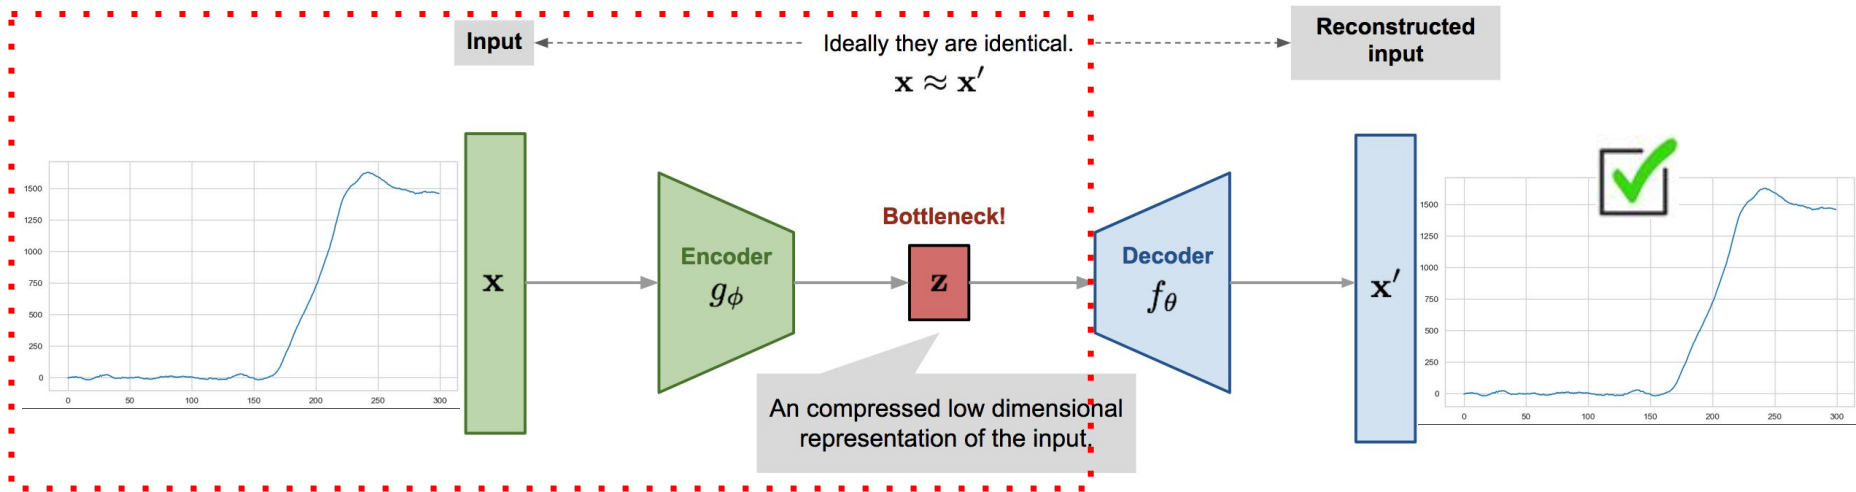 Input
Ideally they are identical.
x ≈ x′
Reconstructed
input
1500
1250
1000
750
500
250
0
0 50 100 150 200 250 300
x
Encoder
gϕ
Bottleneck!
z
An compressed low dimensional
representation of the input.
Decoder
fθ
x′
1500
1250
1000
750
500
250
0
0 50 100 150 200 250 300